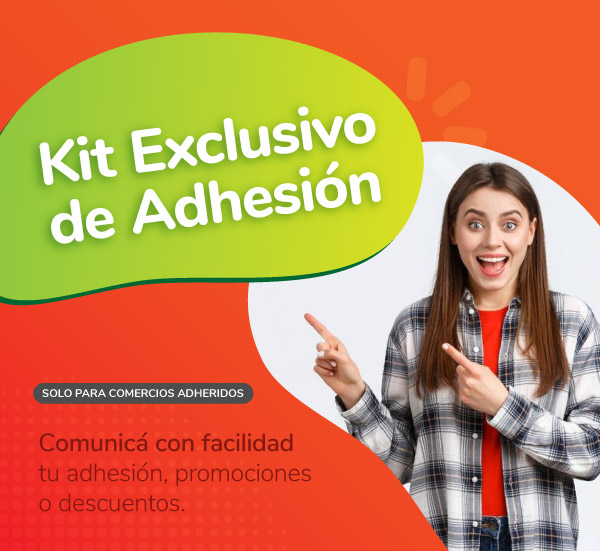 Kit Exclusivo
de Adhesión
SOLO PARA COMERCIOS ADHERIDOS
Comunicá con facilidad
tu adhesión, promociones
o descuentos.